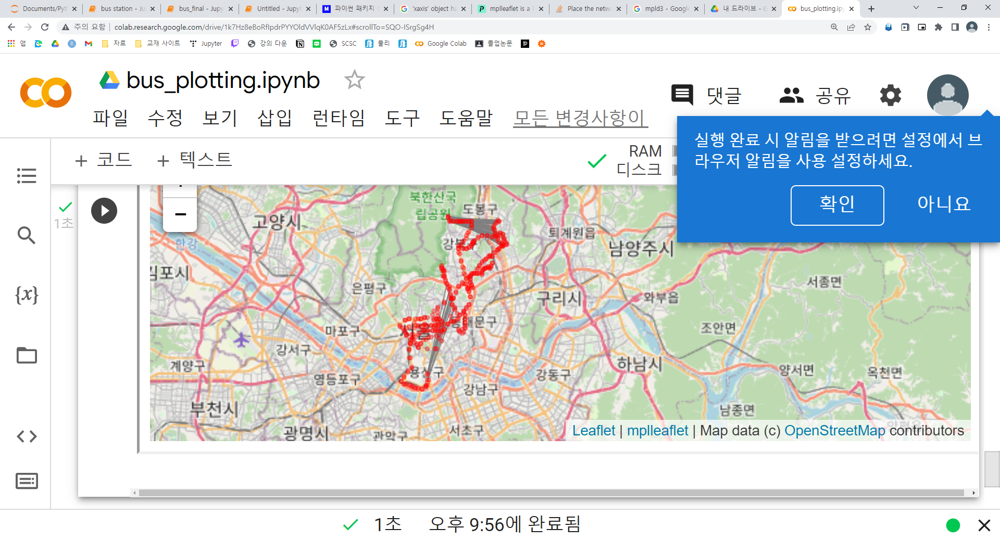 Documents/Pyt
bus station - Ju
bus_final - Jupy
Untitled - Jupyt
파이썬 패키지
'xaxis' object ha
mplleaflet is a
Place the netwo
mpld3 - Google
내 드라이브 - G
bus_plotting.ipy
주의 요함
colab.research.google.com/drive/1k7Hz8eBoRfIpdrPYYOldVVlqK0AF5zLx#scrollTo=SQO-ISrgSg4H
앱
자료
교재 사이트
Jupyter
강의 다운
SCSC
물리
Google Colab
졸업논문
bus_plotting.ipynb
댓글
공유
파일 수정 보기 삽입 런타임 도구 도움말 모든 변경사항이
실행 완료 시 알림을 받으려면 설정에서 브
라우저 알림을 사용 설정하세요.
확인
아니요
+ 코드 + 텍스트
RAM
디스크
1초
북한산국
립공원
도봉구
고양시
강북구
퇴계원읍
남양주시
한강
김포시
은평구
서종면
구리시
와부읍
동대문구
마포구
서울
조안면
강서구
계양구
용산구
하남시
영등포구
강동구
양서면
옥천면
강남구
부천시
남종면
광명시
관악구
서초구
Leaflet | mplleaflet | Map data (c) OpenStreetMap contributors
{x}
1초 오후 9:56에 완료됨